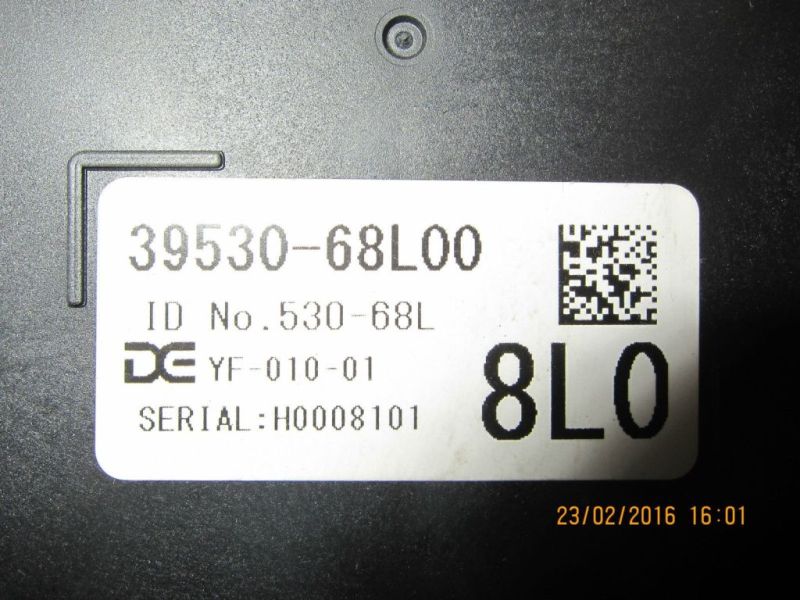 39530-68L00
ID No.530-68L
DE YF-010-01
SERIAL:H0008101
8L0
23/02/2016 16:01